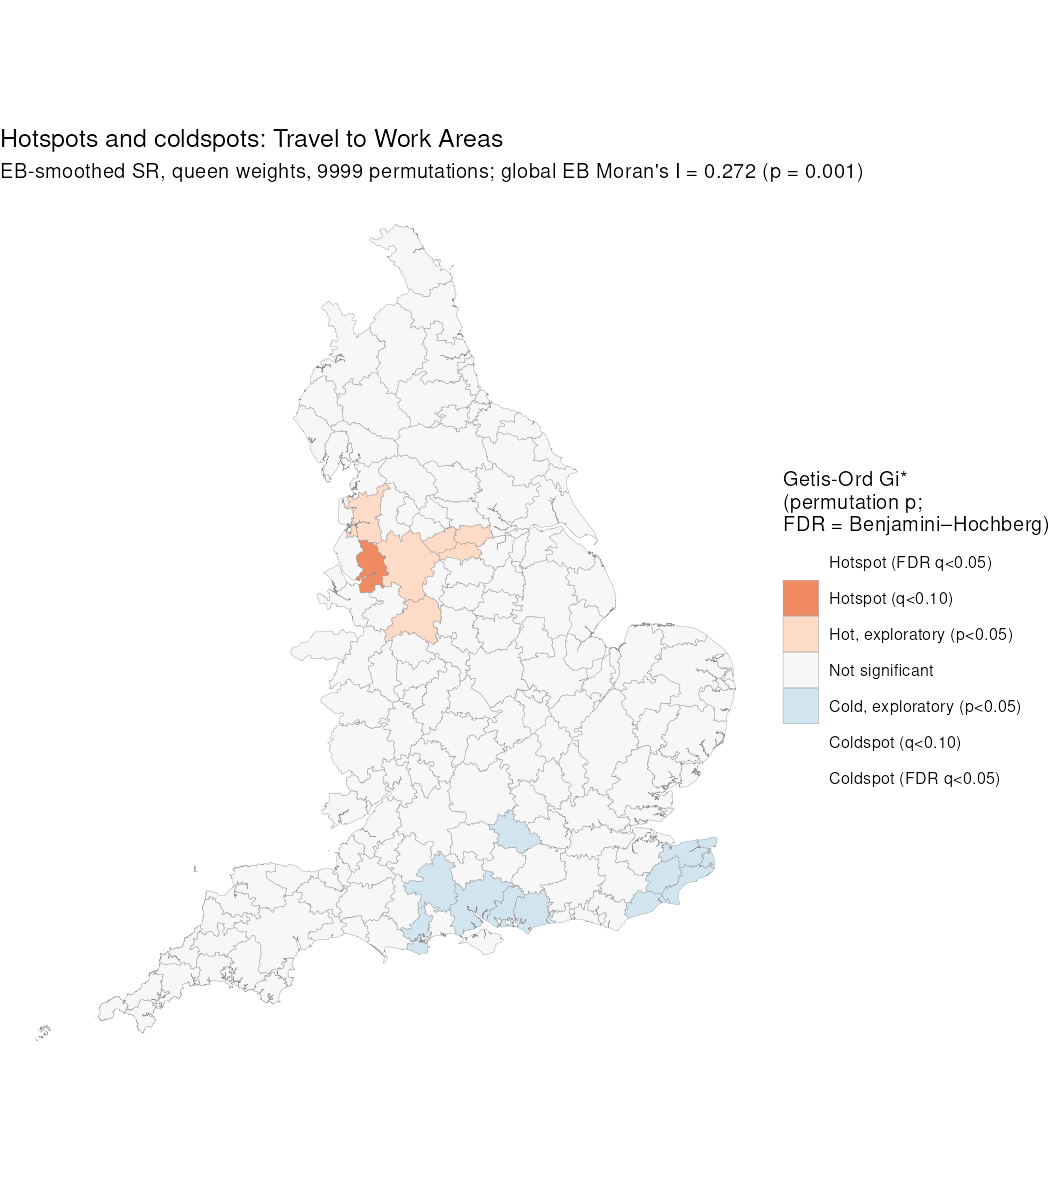 Hotspots and coldspots: Travel to Work Areas
EB-smoothed SR, queen weights, 9999 permutations; global EB Moran's I = 0.272 (p = 0.001)
Getis-Ord Gi*
(permutation p;
FDR = Benjamini–Hochberg)
Hotspot (FDR q<0.05)
Hotspot (q<0.10)
Hot, exploratory (p<0.05)
Not significant
Cold, exploratory (p<0.05)
Coldspot (q<0.10)
Coldspot (FDR q<0.05)